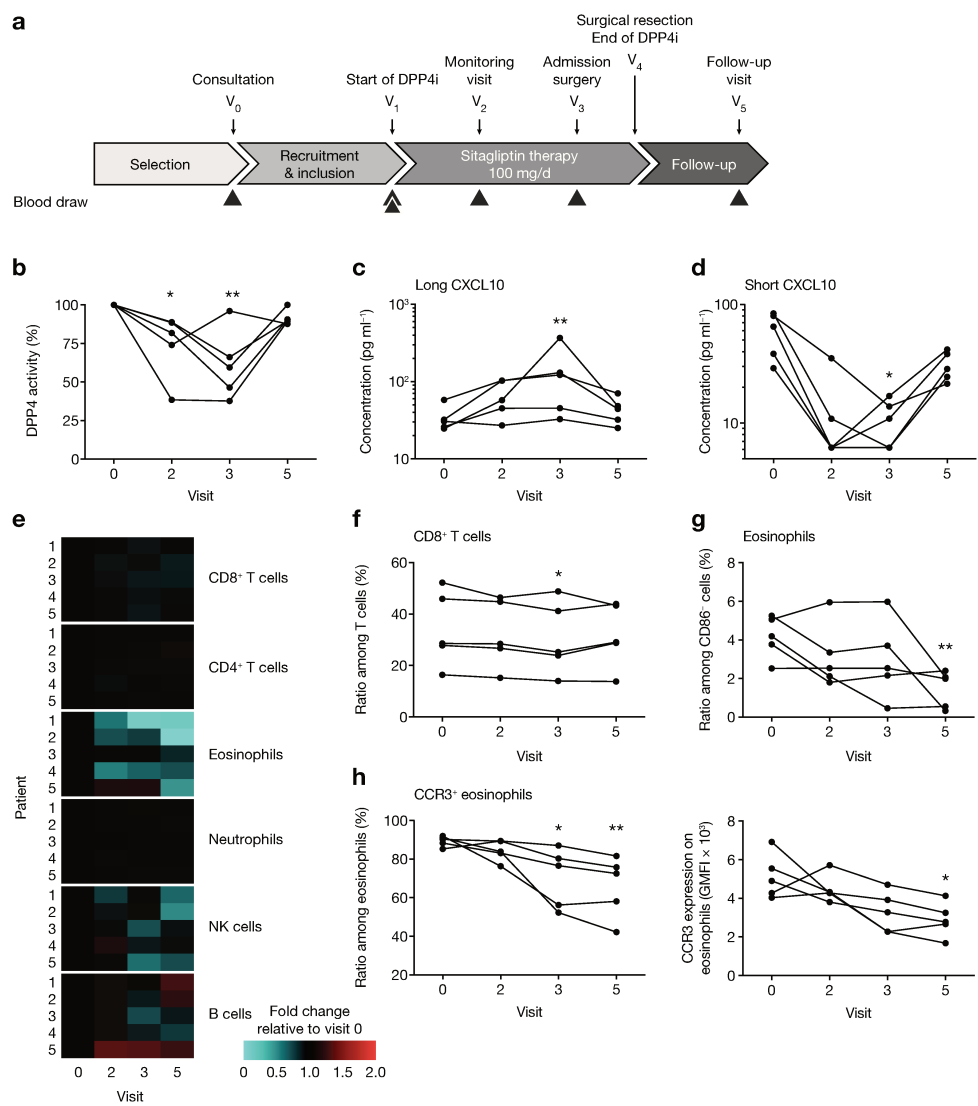 a
Surgical resection
End of DPP4i
V4
Consultation
V0
Start of DPP4i
V1
Monitoring
visit
V2
Admission
surgery
V3
Follow-up
visit
V5
Selection
Recruitment
& inclusion
Sitagliptin therapy
100 mg/d
Follow-up
Blood draw
b
DPP4 activity (%)
100
75
50
25
0
*
**
0 2 3 5
Visit
c
Long CXCL10
Concentration (pg ml⁻¹)
10³
10²
10
**
0 2 3 5
Visit
d
Short CXCL10
Concentration (pg ml⁻¹)
100
10
*
0 2 3 5
Visit
e
Patient
1
2
3
4
5
CD8⁺ T cells
1
2
3
4
5
CD4⁺ T cells
1
2
3
4
5
Eosinophils
1
2
3
4
5
Neutrophils
1
2
3
4
5
NK cells
1
2
3
4
5
B cells
0 2 3 5
Visit
Fold change
relative to visit 0
0 0.5 1.0 1.5 2.0
f
CD8⁺ T cells
Ratio among T cells (%)
60
40
20
0
*
0 2 3 5
Visit
g
Eosinophils
Ratio among CD86⁻ cells (%)
8
6
4
2
0
**
0 2 3 5
Visit
h
CCR3⁺ eosinophils
Ratio among eosinophils (%)
100
80
60
40
20
*
**
0 2 3 5
Visit
CCR3 expression on
eosinophils (GMFI × 10³)
8
6
4
2
0
*
0 2 3 5
Visit